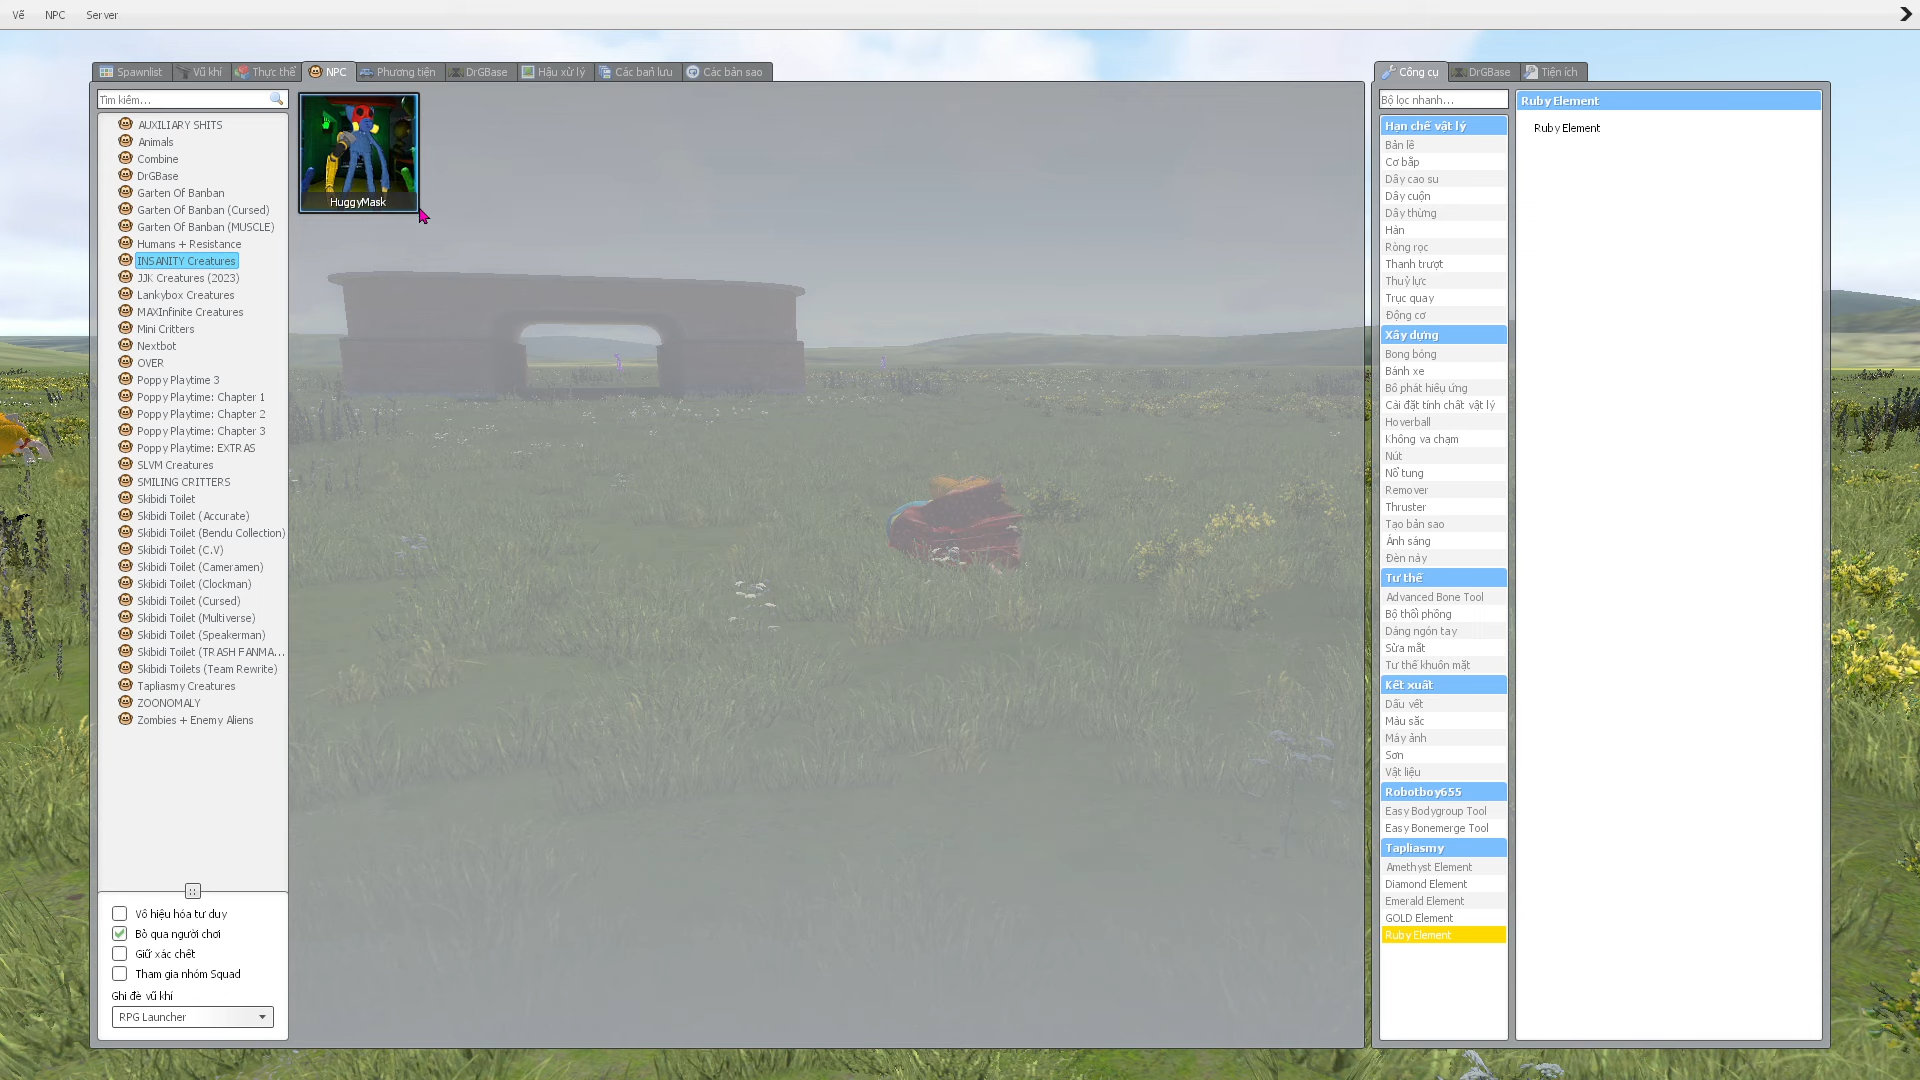 Vẽ NPC Server
Spawnlist Vũ khí Thực thể NPC Phương tiện DrGBase Hậu xử lý Các bản lưu Các bản sao
Tìm kiếm...
AUXILIARY SHITS
Animals
Combine
DrGBase
Garten Of Banban
Garten Of Banban (Cursed)
Garten Of Banban (MUSCLE)
Humans + Resistance
INSANITY Creatures
JJK Creatures (2023)
Lankybox Creatures
MAXInfinite Creatures
Mini Critters
Nextbot
OVER
Poppy Playtime 3
Poppy Playtime: Chapter 1
Poppy Playtime: Chapter 2
Poppy Playtime: Chapter 3
Poppy Playtime: EXTRAS
SLVM Creatures
SMILING CRITTERS
Skibidi Toilet
Skibidi Toilet (Accurate)
Skibidi Toilet (Bendu Collection)
Skibidi Toilet (C.V)
Skibidi Toilet (Cameramen)
Skibidi Toilet (Clockman)
Skibidi Toilet (Cursed)
Skibidi Toilet (Multiverse)
Skibidi Toilet (Speakerman)
Skibidi Toilet (TRASH FANMA...
Skibidi Toilets (Team Rewrite)
Tapliasmy Creatures
ZOONOMALY
Zombies + Enemy Aliens
Vô hiệu hóa tư duy
Bỏ qua người chơi
Giữ xác chết
Tham gia nhóm Squad
Ghi đè vũ khí
RPG Launcher
HuggyMask
Công cụ DrGBase Tiện ích
Bộ lọc nhanh...
Hạn chế vật lý
Bản lề
Cơ bắp
Dây cao su
Dây cuộn
Dây thừng
Hàn
Ròng rọc
Thanh trượt
Thuỷ lực
Trục quay
Động cơ
Xây dựng
Bong bóng
Bánh xe
Bộ phát hiệu ứng
Cài đặt tính chất vật lý
Hoverball
Không va chạm
Nút
Nổ tung
Remover
Thruster
Tạo bản sao
Ánh sáng
Đèn này
Tư thế
Advanced Bone Tool
Bộ thổi phồng
Dáng ngón tay
Sửa mắt
Tư thế khuôn mặt
Kết xuất
Dấu vết
Màu sắc
Máy ảnh
Sơn
Vật liệu
Robotboy655
Easy Bodygroup Tool
Easy Bonemerge Tool
Tapliasmy
Amethyst Element
Diamond Element
Emerald Element
GOLD Element
Ruby Element
Ruby Element
Ruby Element